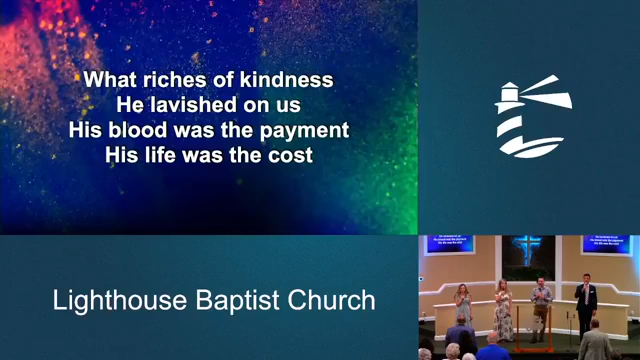 What riches of kindness
He lavished on us
His blood was the payment
His life was the cost
Lighthouse Baptist Church